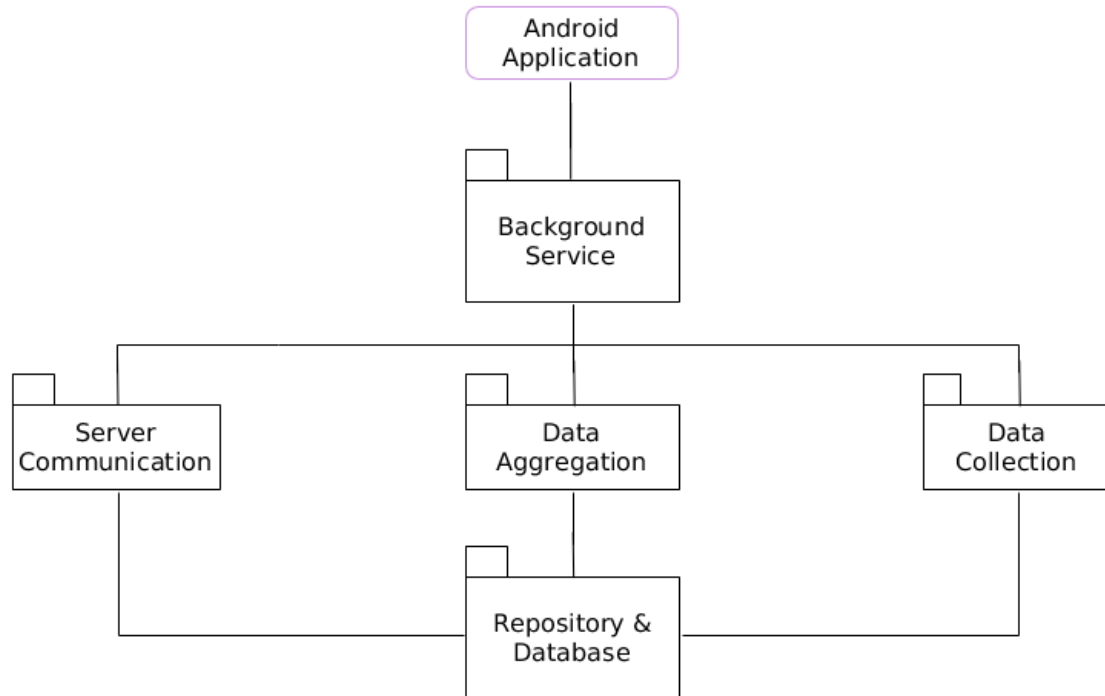 Android
Application
Background
Service
Server
Communication
Data
Aggregation
Data
Collection
Repository &
Database